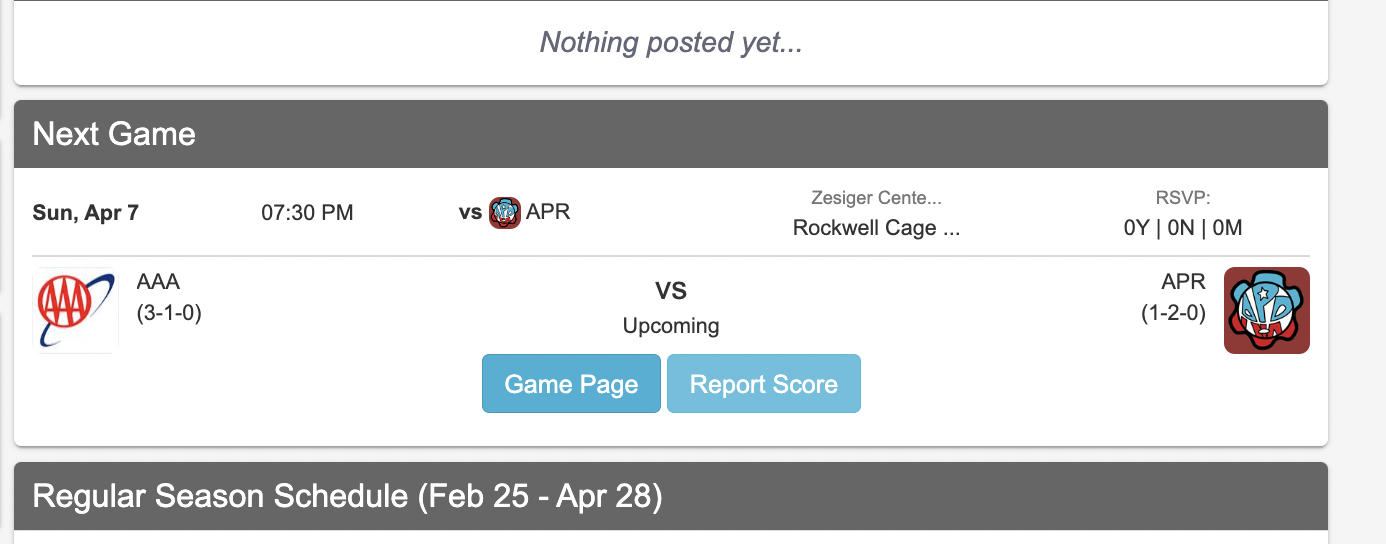 Nothing posted yet...
Next Game
Sun, Apr 7 07:30 PM vs APR Zesiger Cente... RSVP:
Rockwell Cage ... 0Y | 0N | 0M
AAA AAA VS APR
(3-1-0) Upcoming (1-2-0)
Game Page Report Score
Regular Season Schedule (Feb 25 - Apr 28)